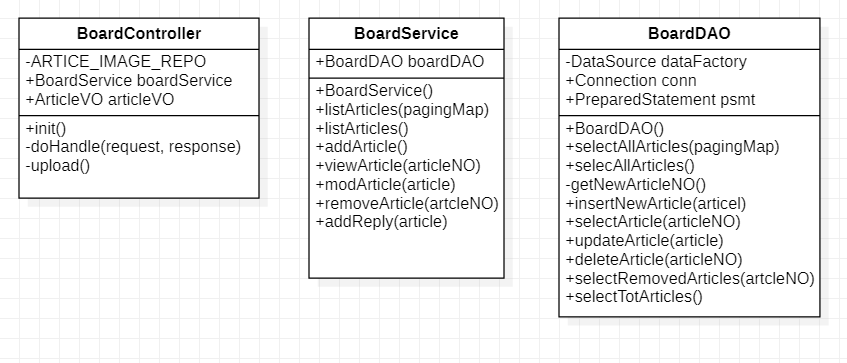 BoardController
-ARTICE_IMAGE_REPO
+BoardService boardService
+ArticleVO articleVO
+init()
-doHandle(request, response)
-upload()
BoardService
+BoardDAO boardDAO
+BoardService()
+listArticles(pagingMap)
+listArticles()
+addArticle()
+viewArticle(articleNO)
+modArticle(article)
+removeArticle(artcleNO)
+addReply(article)
BoardDAO
-DataSource dataFactory
+Connection conn
+PreparedStatement psmt
+BoardDAO()
+selectAllArticles(pagingMap)
+selecAllArticles()
-getNewArticleNO()
+insertNewArticle(articel)
+selectArticle(articleNO)
+updateArticle(article)
+deleteArticle(articleNO)
+selectRemovedArticles(artcleNO)
+selectTotArticles()